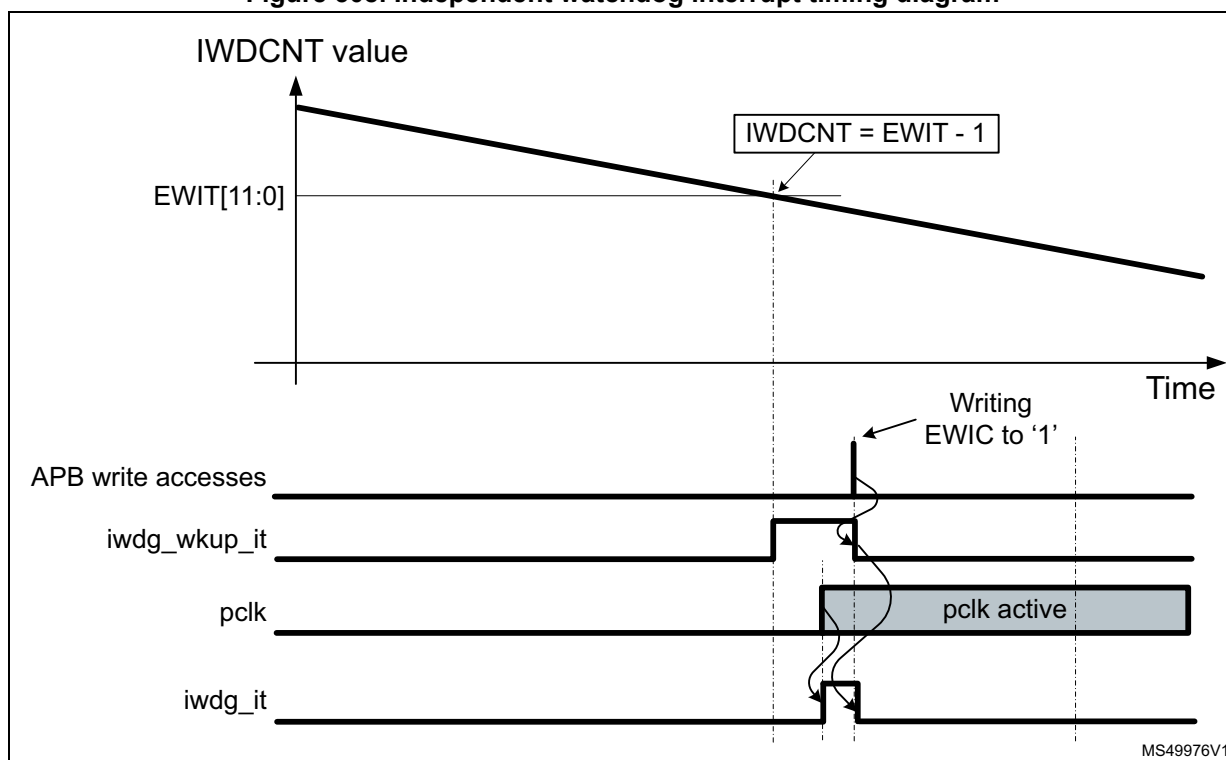 Figure 503. Independent watchdog interrupt timing diagram
IWDCNT value
IWDCNT = EWIT - 1
EWIT[11:0]
Time
Writing
EWIC to ‘1’
APB write accesses
iwdg_wkup_it
pclk
pclk active
iwdg_it
MS49976V1